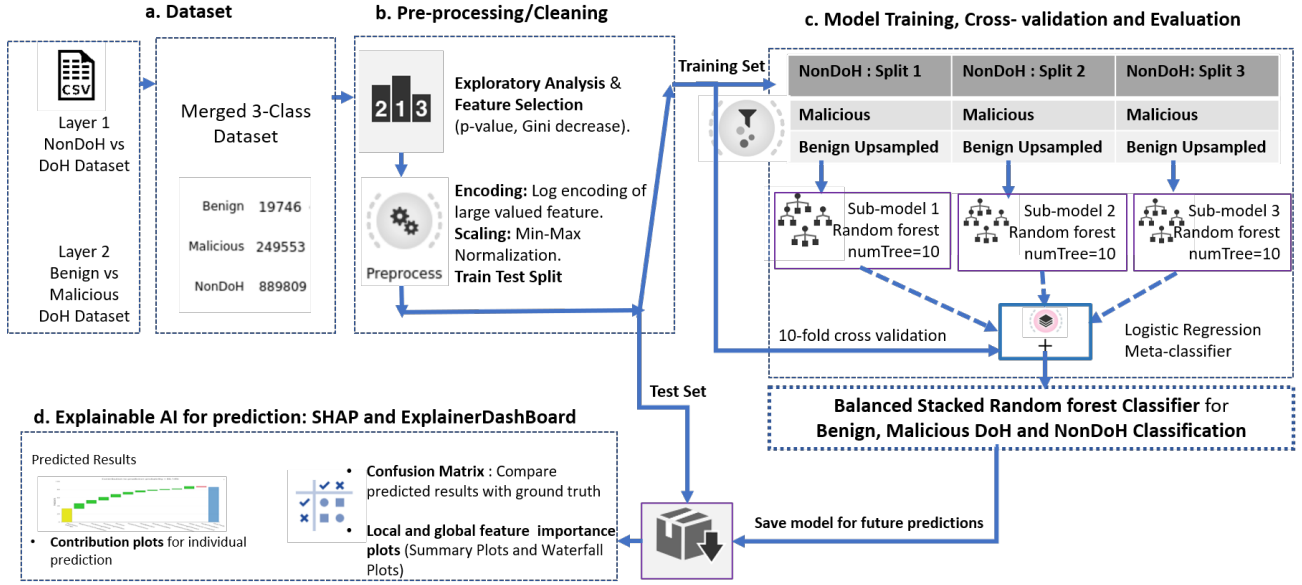 a. Dataset
CSV
Layer 1
NonDoH vs
DoH Dataset
Layer 2
Benign vs
Malicious
DoH Dataset
Merged 3-Class
Dataset
Benign 19746
Malicious 249553
NonDoH 889809
b. Pre-processing/Cleaning
213
Exploratory Analysis &
Feature Selection
(p-value, Gini decrease).
Preprocess
Encoding: Log encoding of
large valued feature.
Scaling: Min-Max
Normalization.
Train Test Split
Training Set
Test Set
c. Model Training, Cross- validation and Evaluation
NonDoH : Split 1 NonDoH : Split 2 NonDoH: Split 3
Malicious Malicious Malicious
Benign Upsampled Benign Upsampled Benign Upsampled
Sub-model 1
Random forest
numTree=10
Sub-model 2
Random forest
numTree=10
Sub-model 3
Random forest
numTree=10
10-fold cross validation
+
Logistic Regression
Meta-classifier
Balanced Stacked Random forest Classifier for
Benign, Malicious DoH and NonDoH Classification
Save model for future predictions
d. Explainable AI for prediction: SHAP and ExplainerDashBoard
Predicted Results
• Contribution plots for individual
prediction
• Confusion Matrix : Compare
predicted results with ground truth
• Local and global feature importance
plots (Summary Plots and Waterfall
Plots)